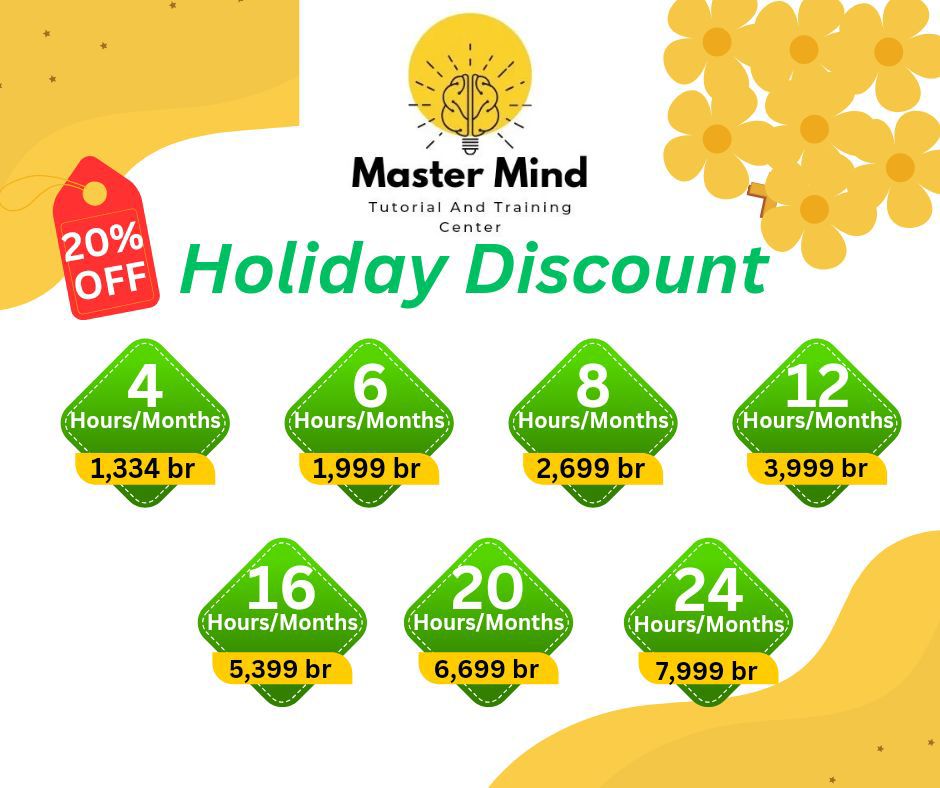 Master Mind
Tutorial And Training
Center
20%
OFF
Holiday Discount
4
Hours/Months
1,334 br
6
Hours/Months
1,999 br
8
Hours/Months
2,699 br
12
Hours/Months
3,999 br
16
Hours/Months
5,399 br
20
Hours/Months
6,699 br
24
Hours/Months
7,999 br